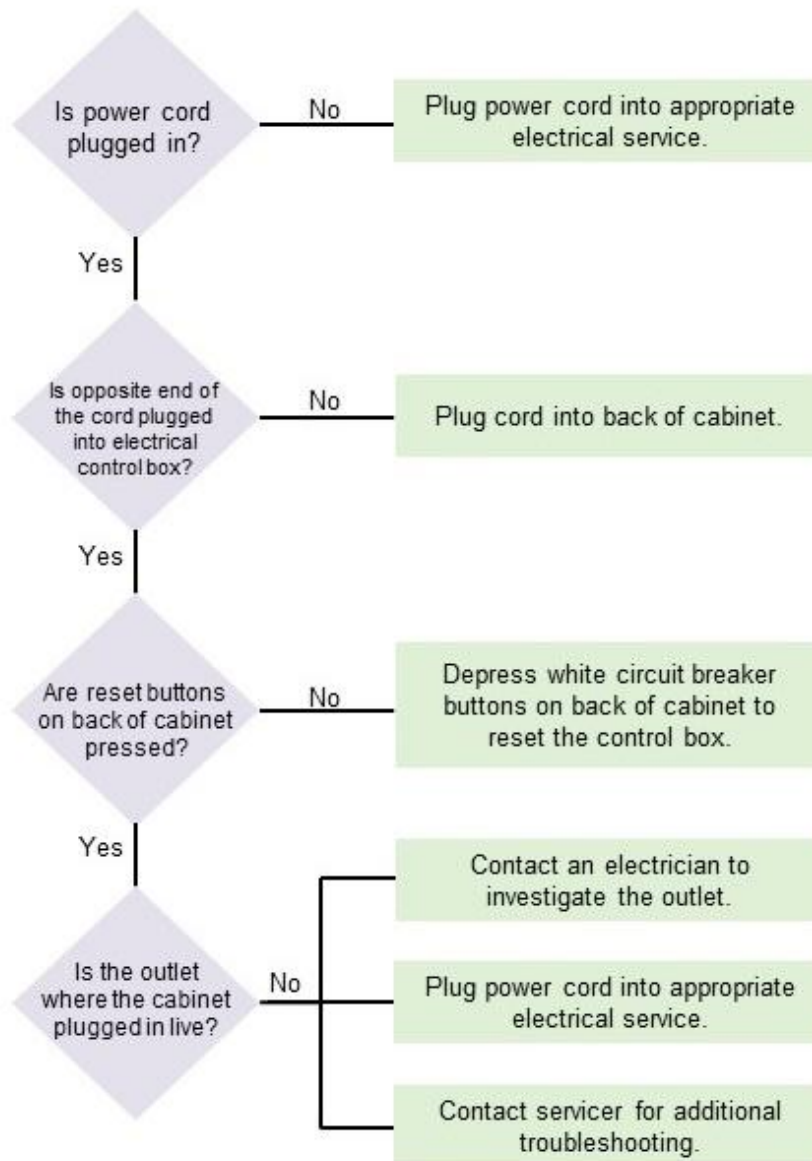 Is power cord
plugged in?
No
Plug power cord into appropriate
electrical service.
Yes
Is opposite end of
the cord plugged
into electrical
control box?
No
Plug cord into back of cabinet.
Yes
Are reset buttons
on back of cabinet
pressed?
No
Depress white circuit breaker
buttons on back of cabinet to
reset the control box.
Yes
Is the outlet
where the cabinet
plugged in live?
No
Contact an electrician to
investigate the outlet.
Plug power cord into appropriate
electrical service.
Contact servicer for additional
troubleshooting.